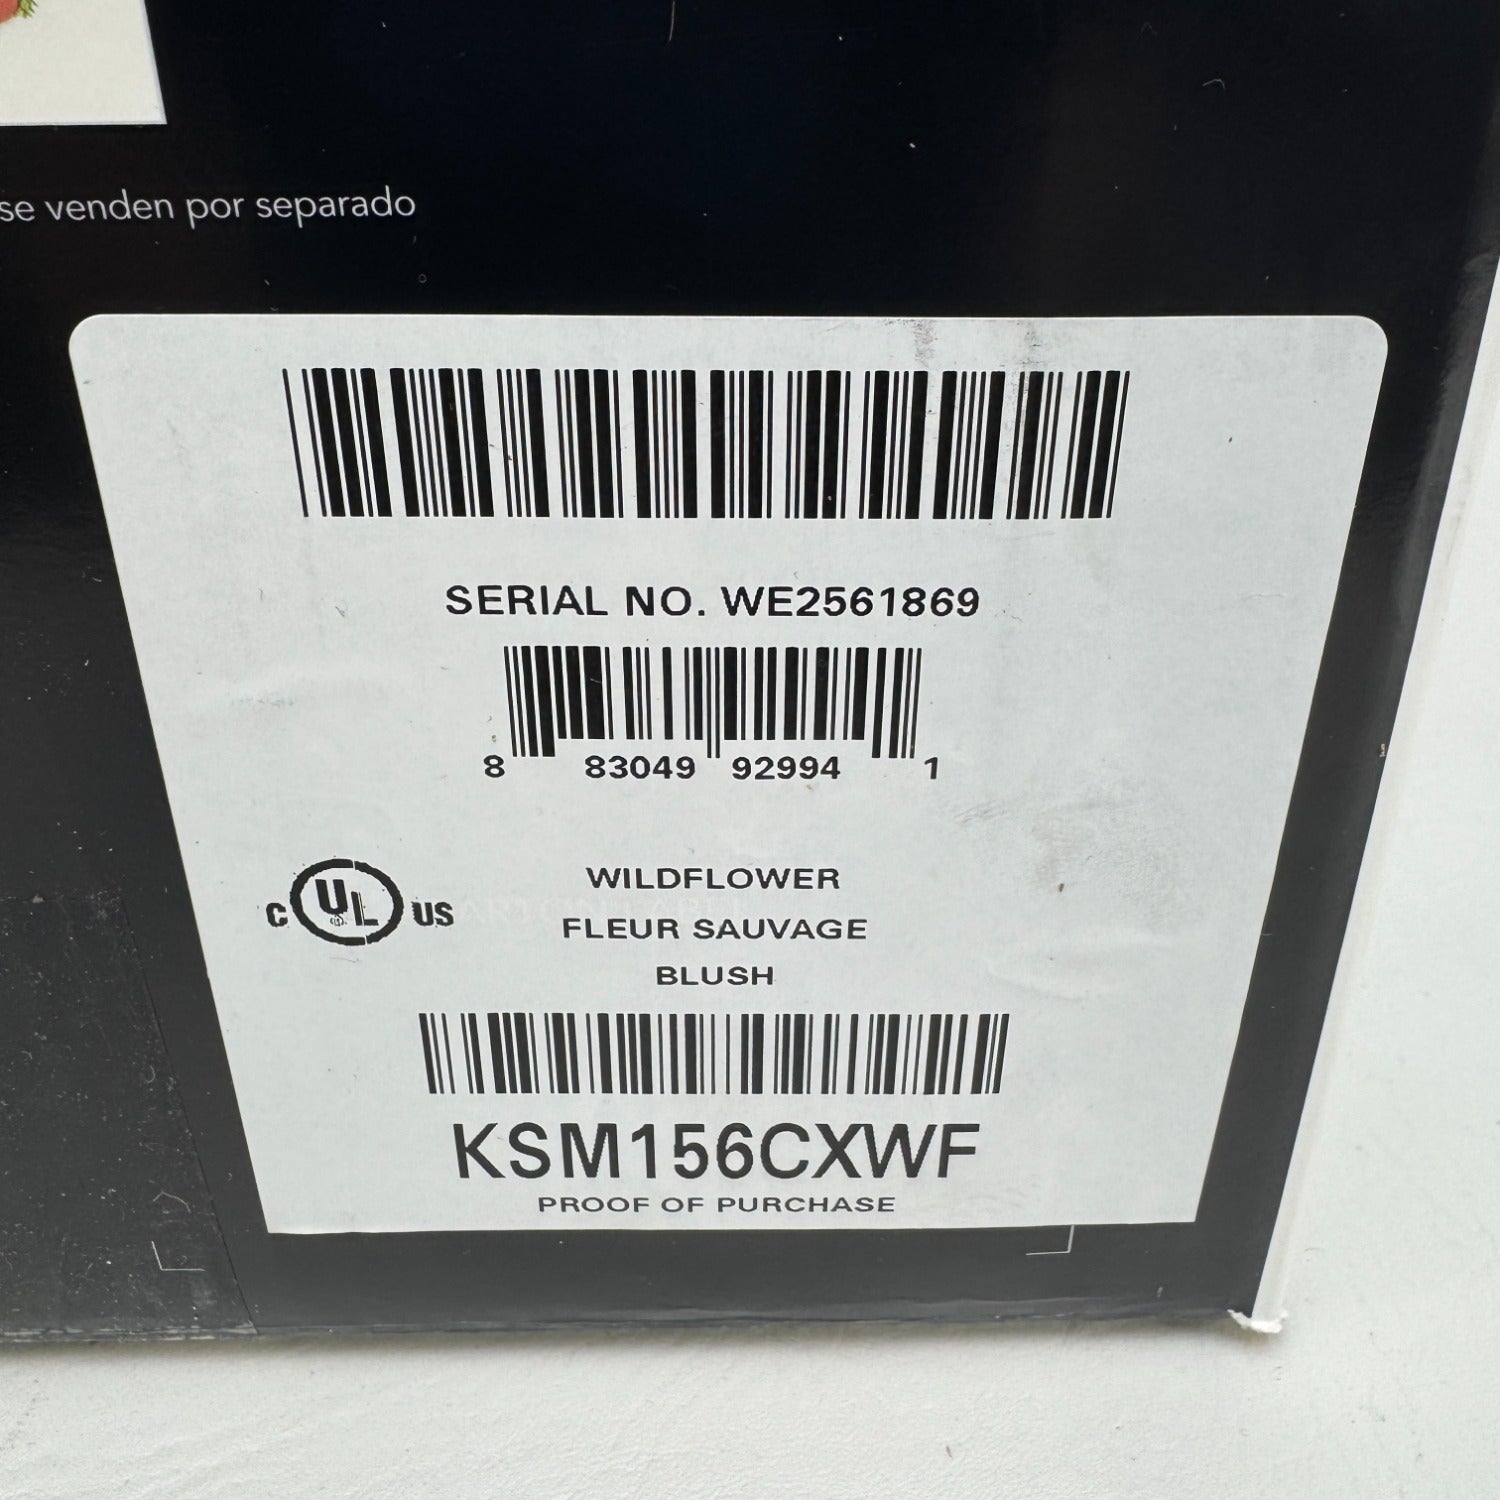 se venden por separado
SERIAL NO. WE2561869
8 83049 92994 1
C UL US
WILDFLOWER
FLEUR SAUVAGE
BLUSH
KSM156CXWF
PROOF OF PURCHASE